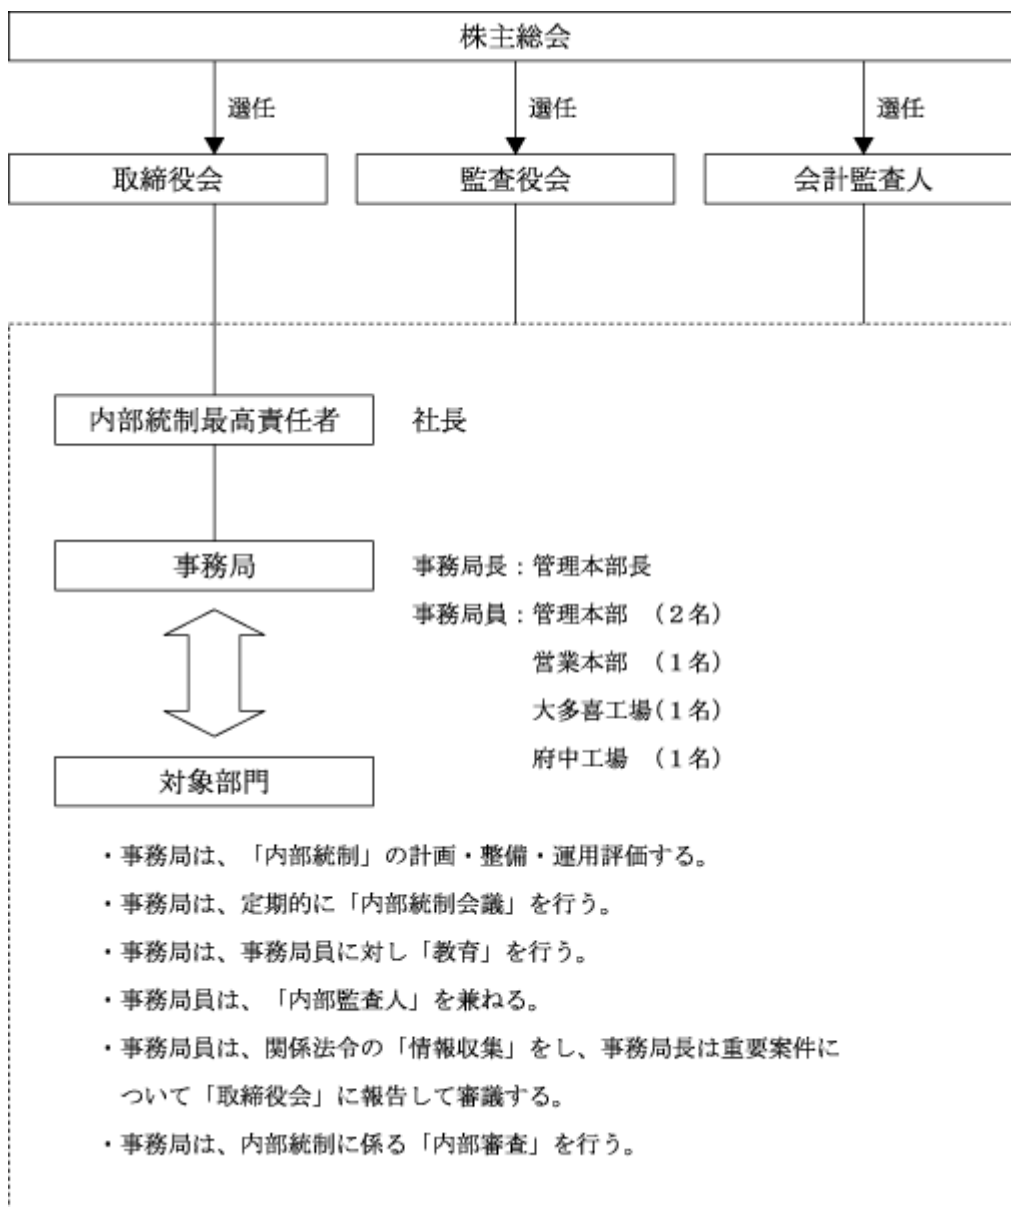 株主総会
選任 選任 選任
取締役会 監査役会 会計監査人
内部統制最高責任者 社長
事務局 事務局長：管理本部長
事務局員：管理本部 （２名）
営業本部 （１名）
大多喜工場（１名）
府中工場 （１名）
対象部門
・事務局は、「内部統制」の計画・整備・運用評価する。
・事務局は、定期的に「内部統制会議」を行う。
・事務局は、事務局員に対し「教育」を行う。
・事務局員は、「内部監査人」を兼ねる。
・事務局員は、関係法令の「情報収集」をし、事務局長は重要案件に
ついて「取締役会」に報告して審議する。
・事務局は、内部統制に係る「内部審査」を行う。